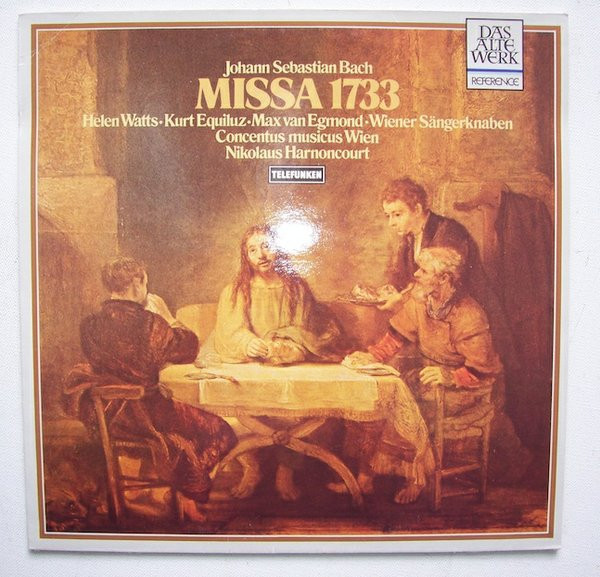 DAS
ALTE
WERK
REFERENCE
Johann Sebastian Bach
MISSA 1733
Helen Watts • Kurt Equiluz • Max van Egmond • Wiener Sängerknaben
Concentus musicus Wien
Nikolaus Harnoncourt
TELEFUNKEN